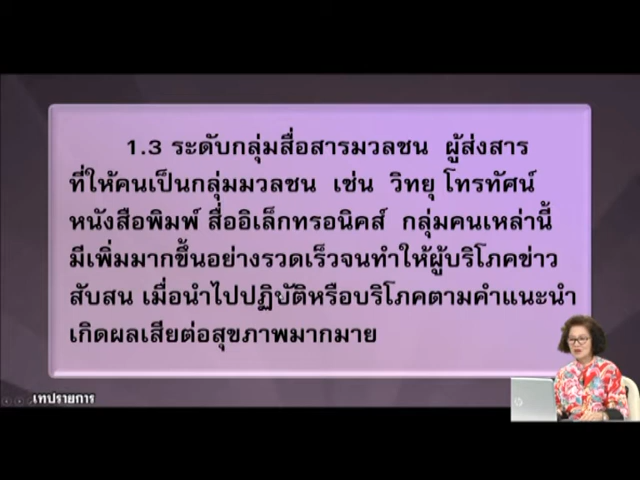 1.3 ระดับกลุ่มสื่อสารมวลชน ผู้ส่งสาร
ที่ให้คนเป็นกลุ่มมวลชน เช่น วิทยุ โทรทัศน์
หนังสือพิมพ์ สื่ออิเล็กทรอนิคส์ กลุ่มคนเหล่านี้
มีเพิ่มมากขึ้นอย่างรวดเร็วจนทำให้ผู้บริโภคข่าว
สับสน เมื่อนำไปปฏิบัติหรือบริโภคตามคำแนะนำ
เกิดผลเสียต่อสุขภาพมากมาย
เทปรายการ
hp